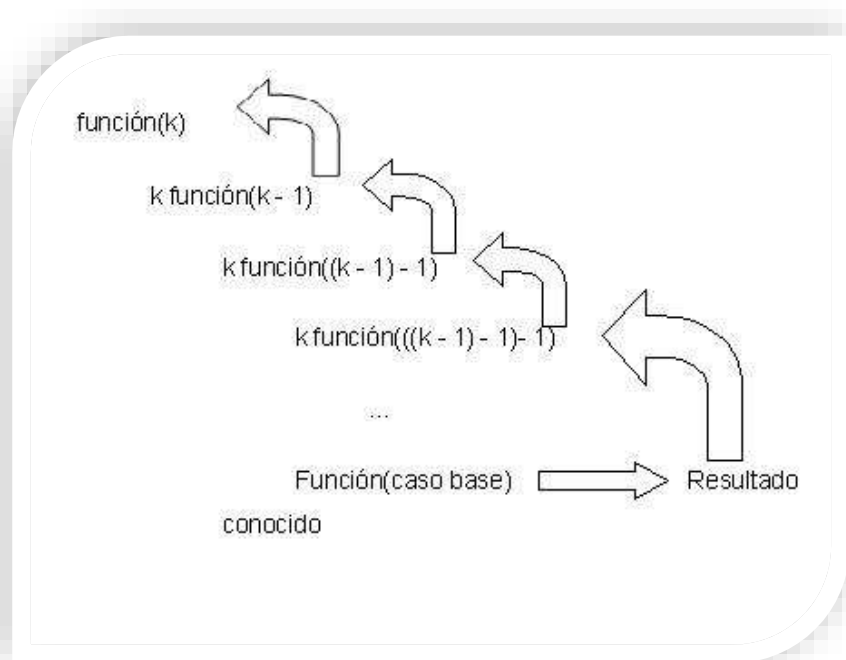 función(k)
k función(k - 1)
k función((k - 1) - 1)
k función(((k - 1) - 1)- 1)
...
Función(caso base) Resultado
conocido